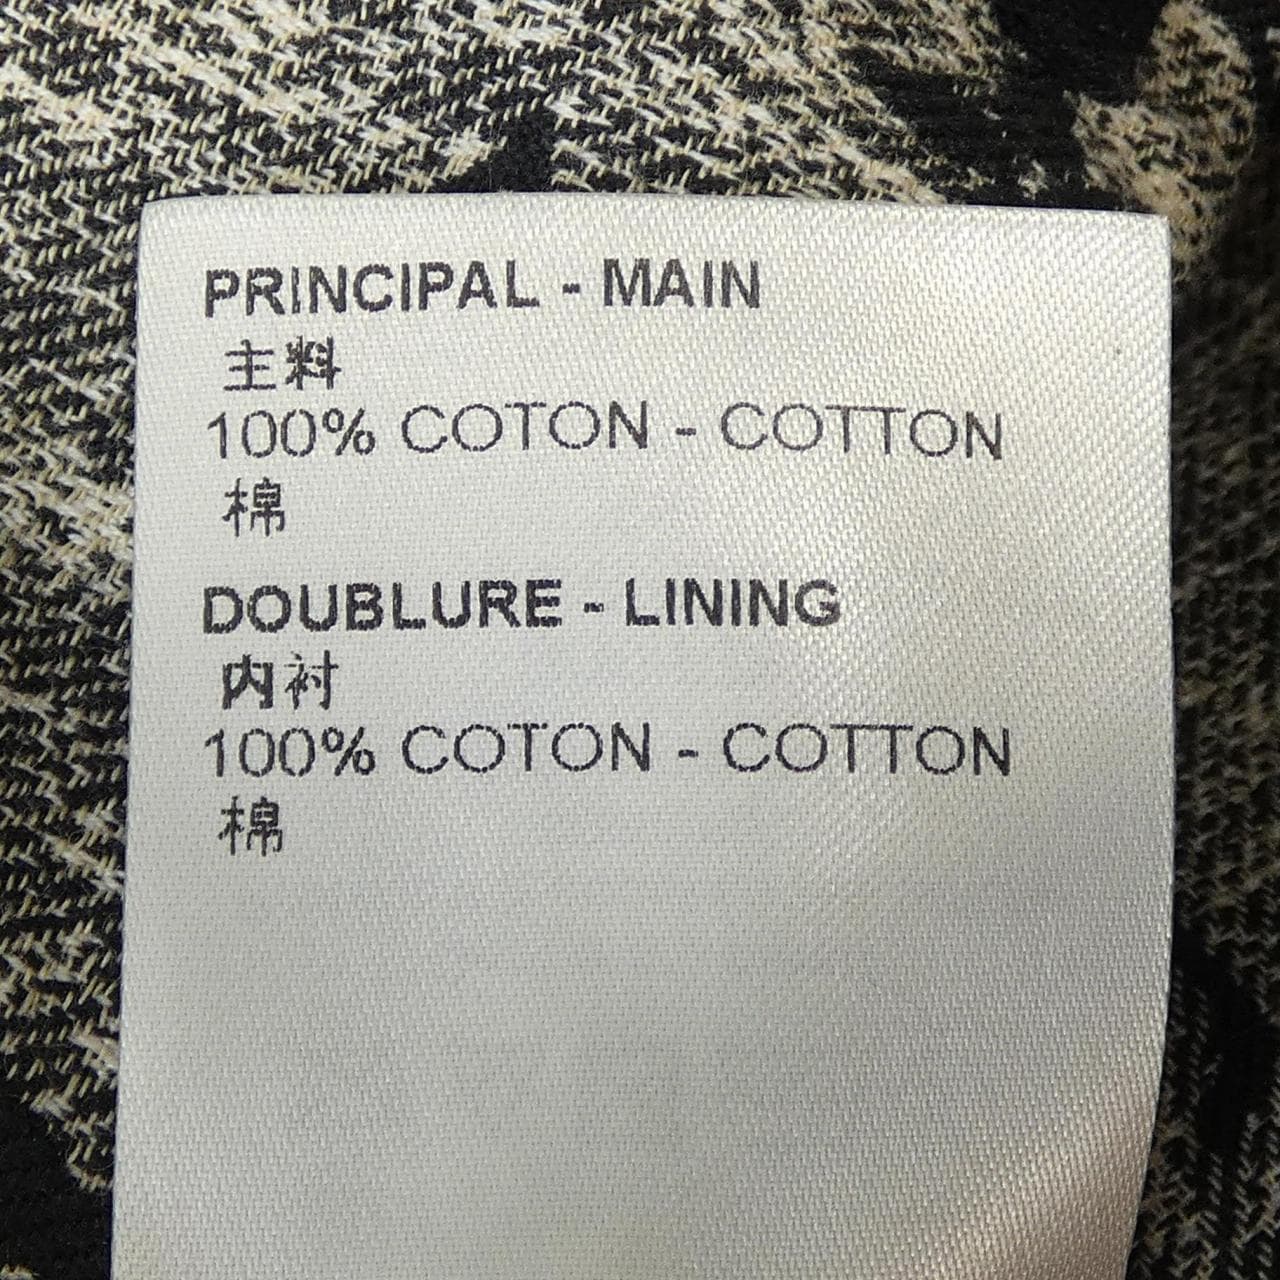 PRINCIPAL - MAIN
主料
100% COTON - COTTON
棉
DOUBLURE - LINING
内衬
100% COTON - COTTON
棉